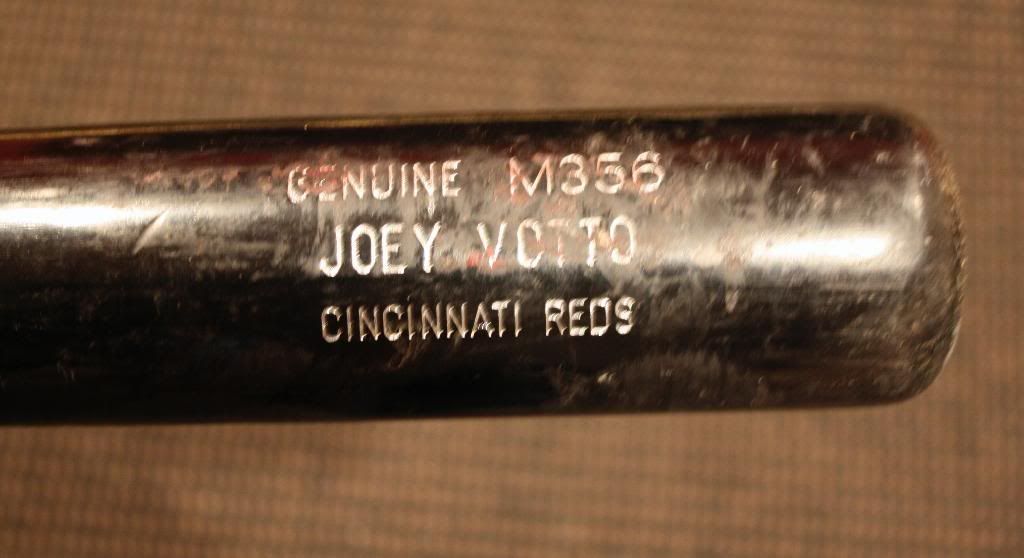 GENUINE M356
JOEY VOTTO
CINCINNATI REDS